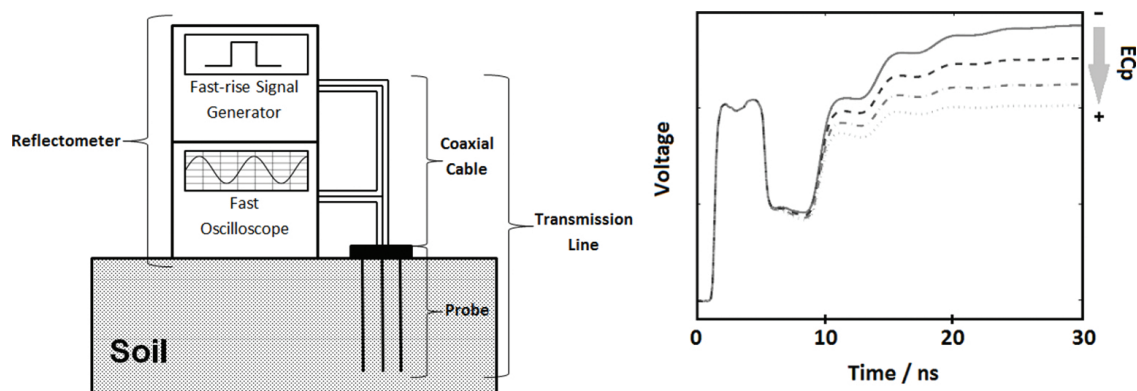 Reflectometer
Fast-rise Signal
Generator
Fast
Oscilloscope
Coaxial
Cable
Transmission
Line
Probe
Soil
Voltage
0
10
20
30
Time / ns
-
ECp
+